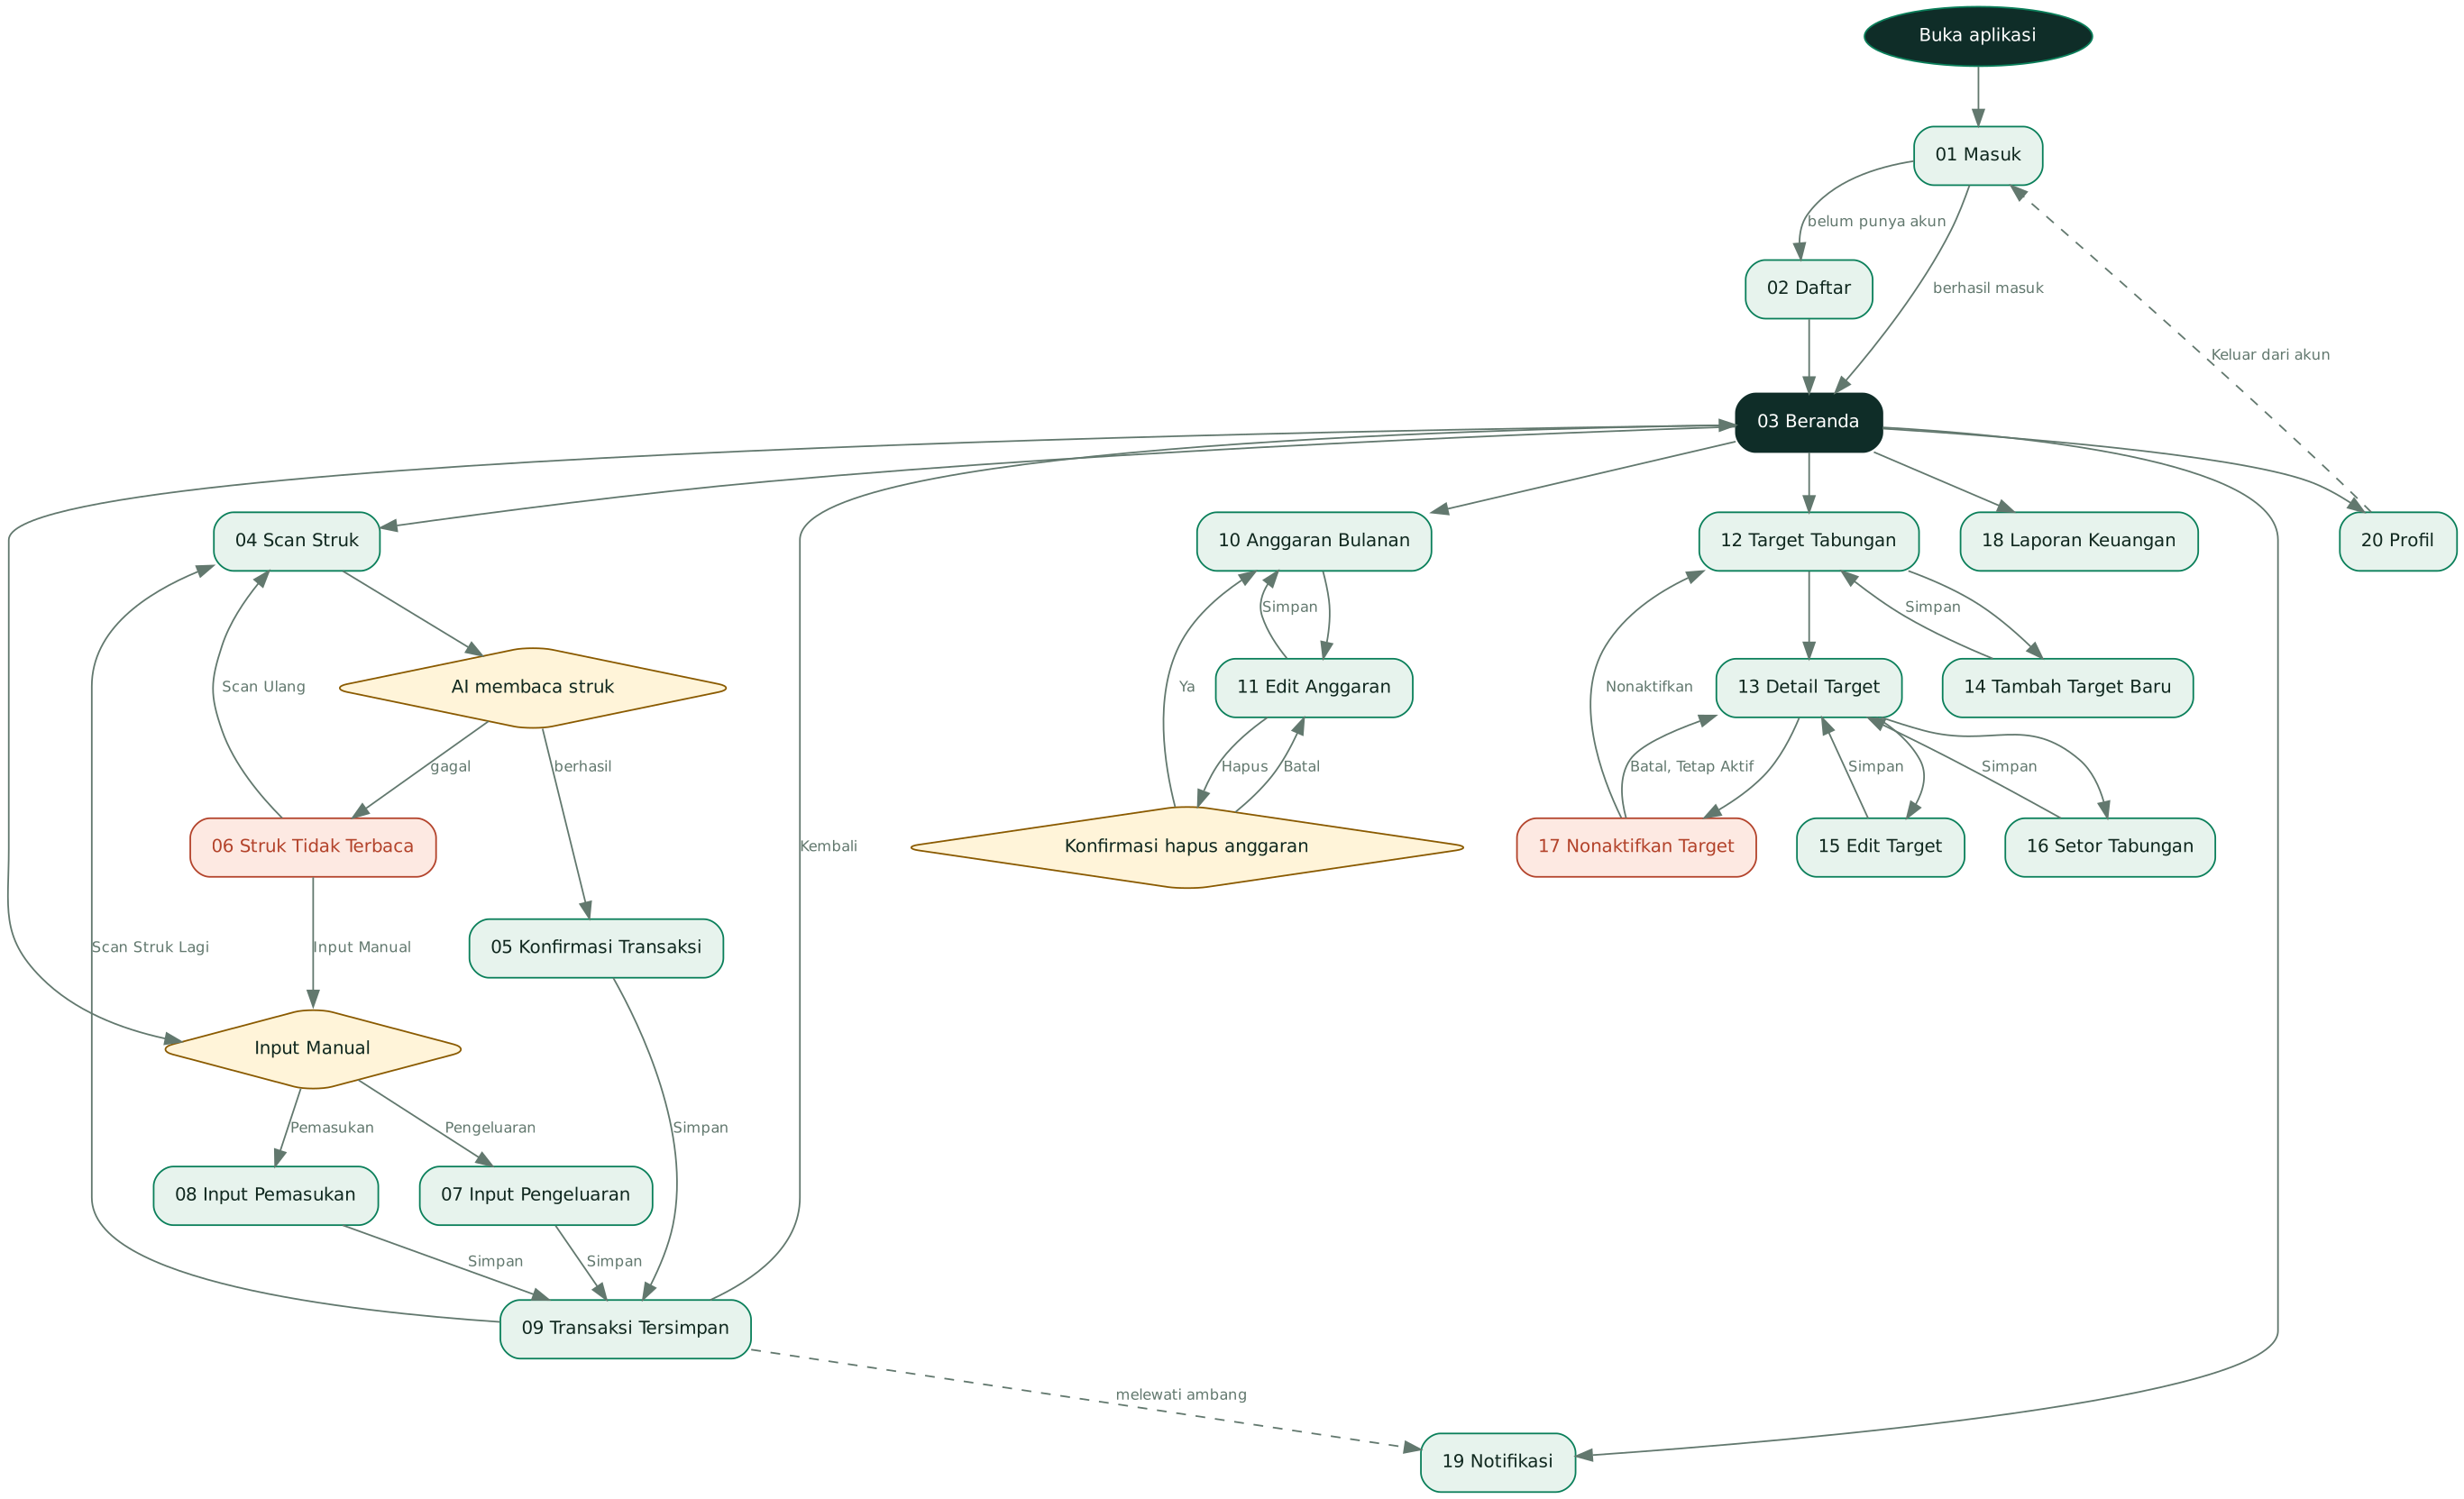 Buka aplikasi
01 Masuk
belum punya akun
02 Daftar
berhasil masuk
Keluar dari akun
03 Beranda
04 Scan Struk
10 Anggaran Bulanan
12 Target Tabungan
18 Laporan Keuangan
20 Profil
Simpan
Simpan
Scan Ulang
AI membaca struk
Ya
11 Edit Anggaran
Nonaktifkan
13 Detail Target
14 Tambah Target Baru
gagal
berhasil
Hapus
Batal
Batal, Tetap Aktif
Simpan
Simpan
06 Struk Tidak Terbaca
Kembali
Konfirmasi hapus anggaran
17 Nonaktifkan Target
15 Edit Target
16 Setor Tabungan
Scan Struk Lagi
Input Manual
05 Konfirmasi Transaksi
Input Manual
Pemasukan
Pengeluaran
Simpan
08 Input Pemasukan
07 Input Pengeluaran
Simpan
Simpan
09 Transaksi Tersimpan
melewati ambang
19 Notifikasi